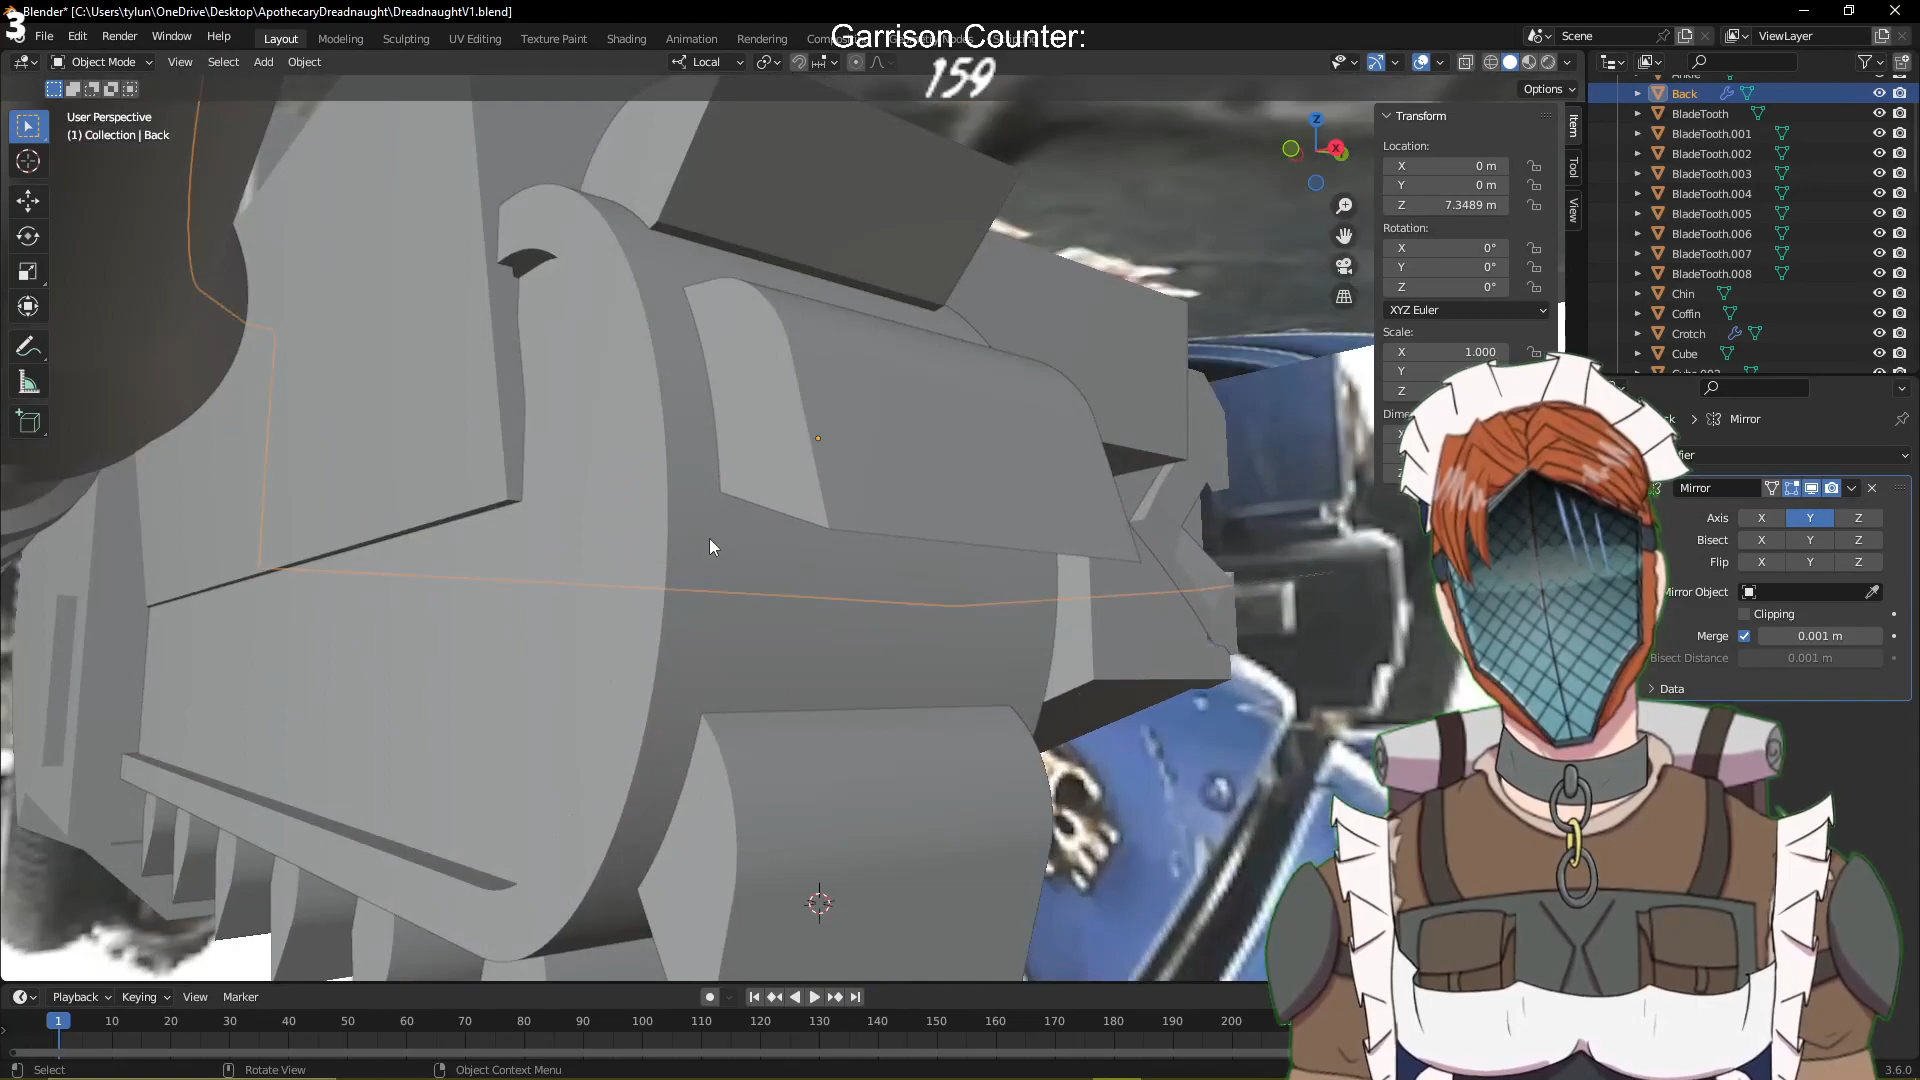 3
Blender* [C:\Users\tylun\OneDrive\Desktop\ApothecaryDreadnaught\DreadnaughtV1.blend]
File Edit Render Window Help Layout Modeling Sculpting UV Editing Texture Paint Shading Animation Rendering
Garrison Counter:
159
Scene
ViewLayer
Object Mode View Select Add Object
Local
Options
User Perspective
(1) Collection | Back
Z
X
Item
Tool
View
Transform
Location:
X 0 m
Y 0 m
Z 7.3489 m
Rotation:
X 0°
Y 0°
Z 0°
XYZ Euler
Scale:
X 1.000
Y
Z
Back
BladeTooth
BladeTooth.001
BladeTooth.002
BladeTooth.003
BladeTooth.004
BladeTooth.005
BladeTooth.006
BladeTooth.007
BladeTooth.008
Chin
Coffin
Crotch
Cube
Mirror
Mirror
Axis X Y Z
Bisect X Y Z
Flip X Y Z
Mirror Object
Clipping
Merge 0.001 m
Bisect Distance 0.001 m
Data
Playback Keying View Marker
1 10 20 30 40 50 60 70 80 90 100 110 120 130 140 150 160 170 180 190 200
Select Rotate View Object Context Menu
3.6.0